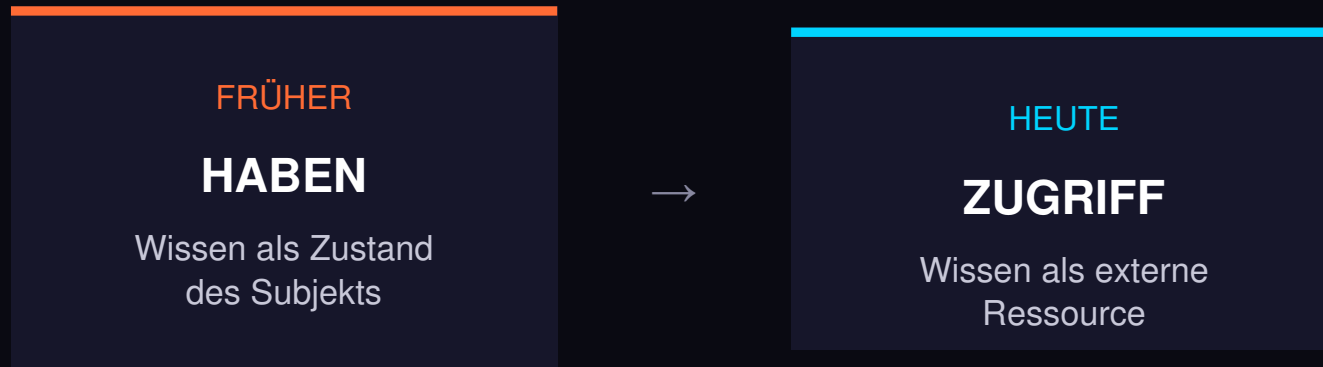 FRÜHER
HABEN
Wissen als Zustand
des Subjekts
→
HEUTE
ZUGRIFF
Wissen als externe
Ressource